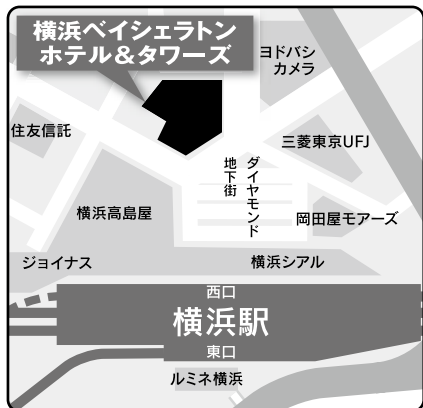 横浜ベイシェラトン
ホテル＆タワーズ
ヨドバシ
カメラ
住友信託
三菱東京UFJ
ダイヤモンド
地下街
横浜高島屋
岡田屋モアーズ
ジョイナス
横浜シアル
西口
横浜駅
東口
ルミネ横浜